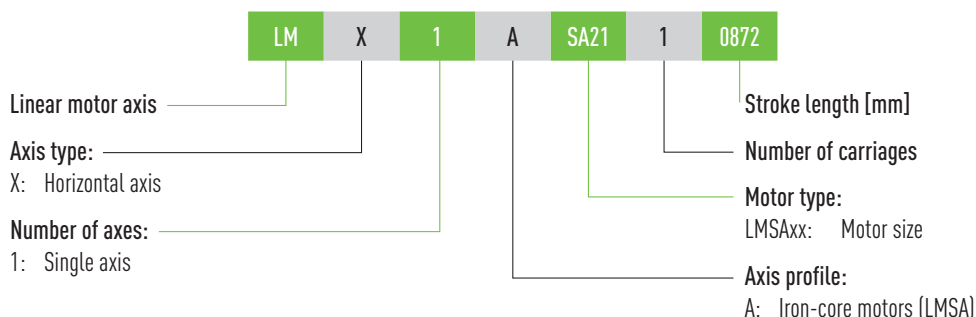 LM X 1 A SA21 1 0872
Linear motor axis
Axis type:
X: Horizontal axis
Number of axes:
1: Single axis
Stroke length [mm]
Number of carriages
Motor type:
LMSAxx: Motor size
Axis profile:
A: Iron-core motors (LMSA)